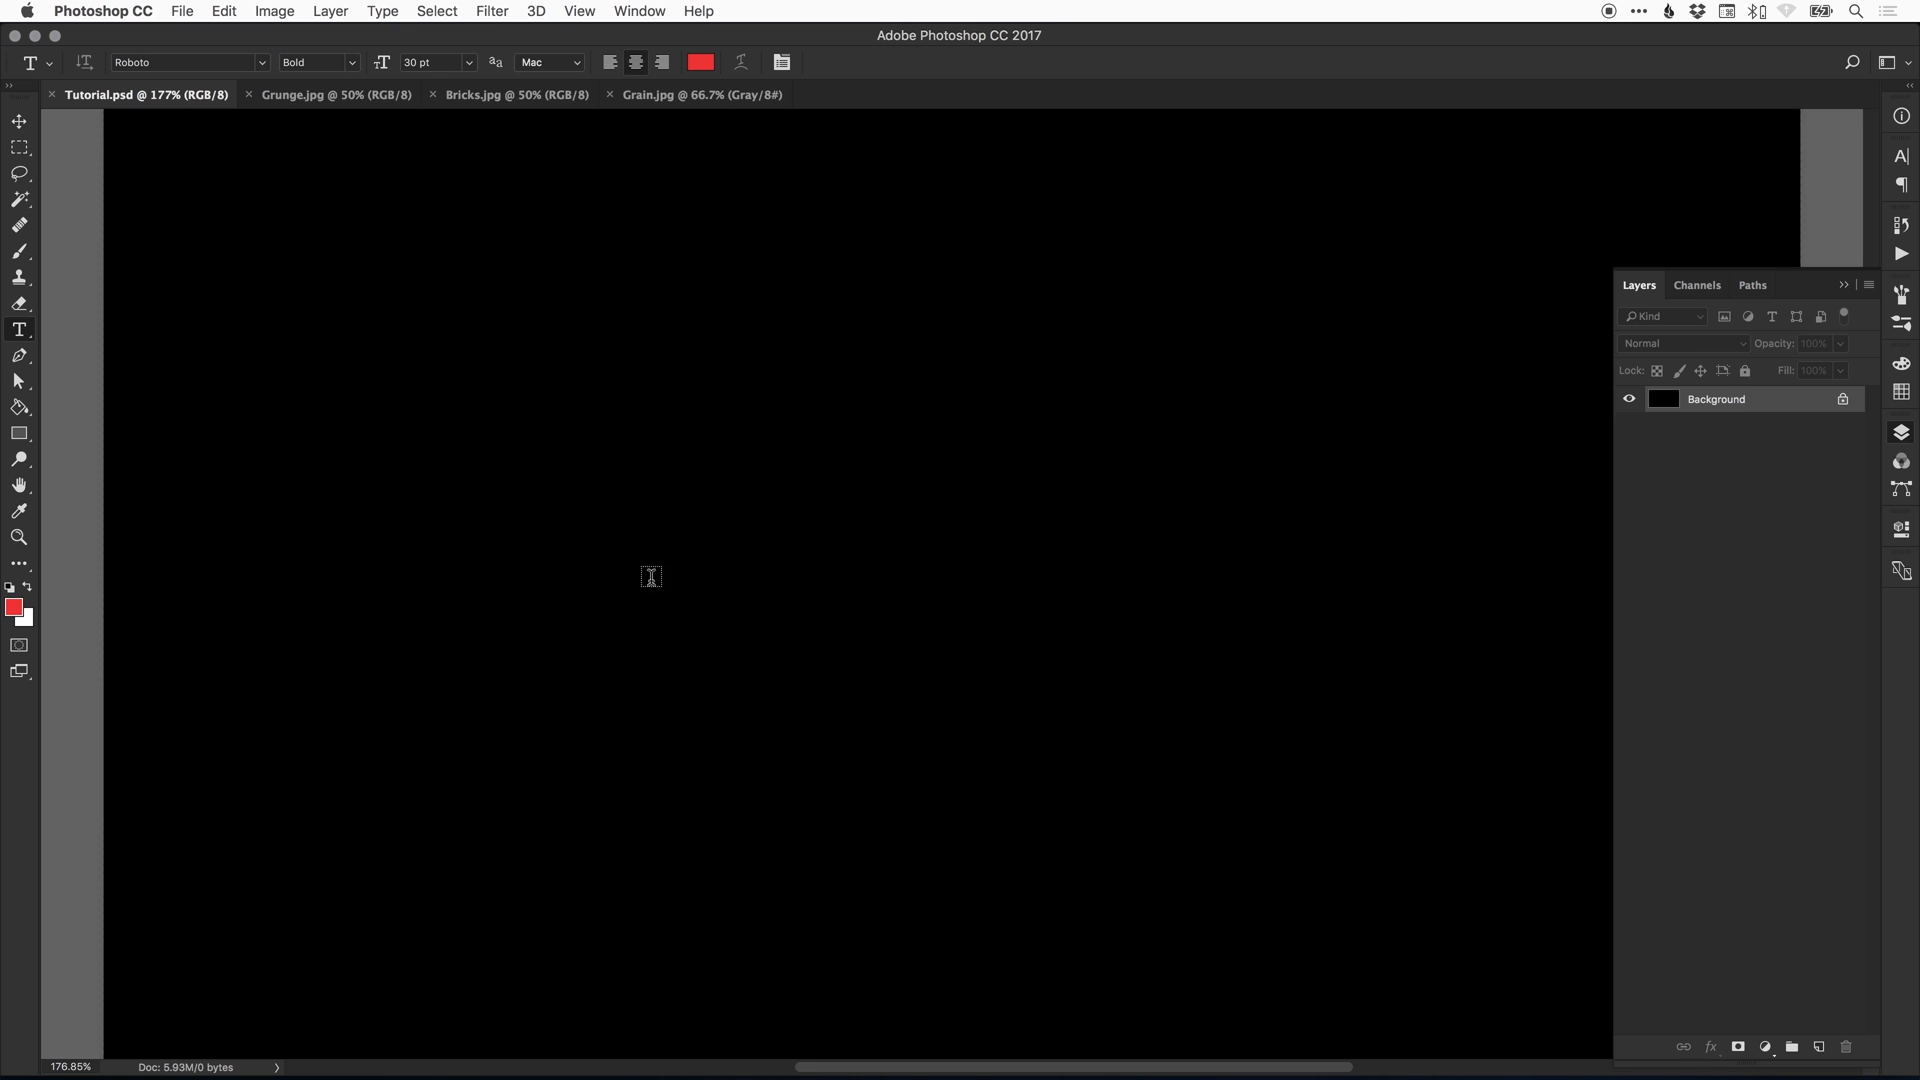 Photoshop CC File Edit Image Layer Type Select Filter 3D View Window Help
Adobe Photoshop CC 2017
T Roboto Bold TT 30 pt aa Mac
Tutorial.psd @ 177% (RGB/8) Grunge.jpg @ 50% (RGB/8) Bricks.jpg @ 50% (RGB/8) Grain.jpg @ 66.7% (Gray/8#)
Layers Channels Paths
Kind
Normal Opacity: 100%
Lock: Fill: 100%
Background
fx
176.85% Doc: 5.93M/0 bytes